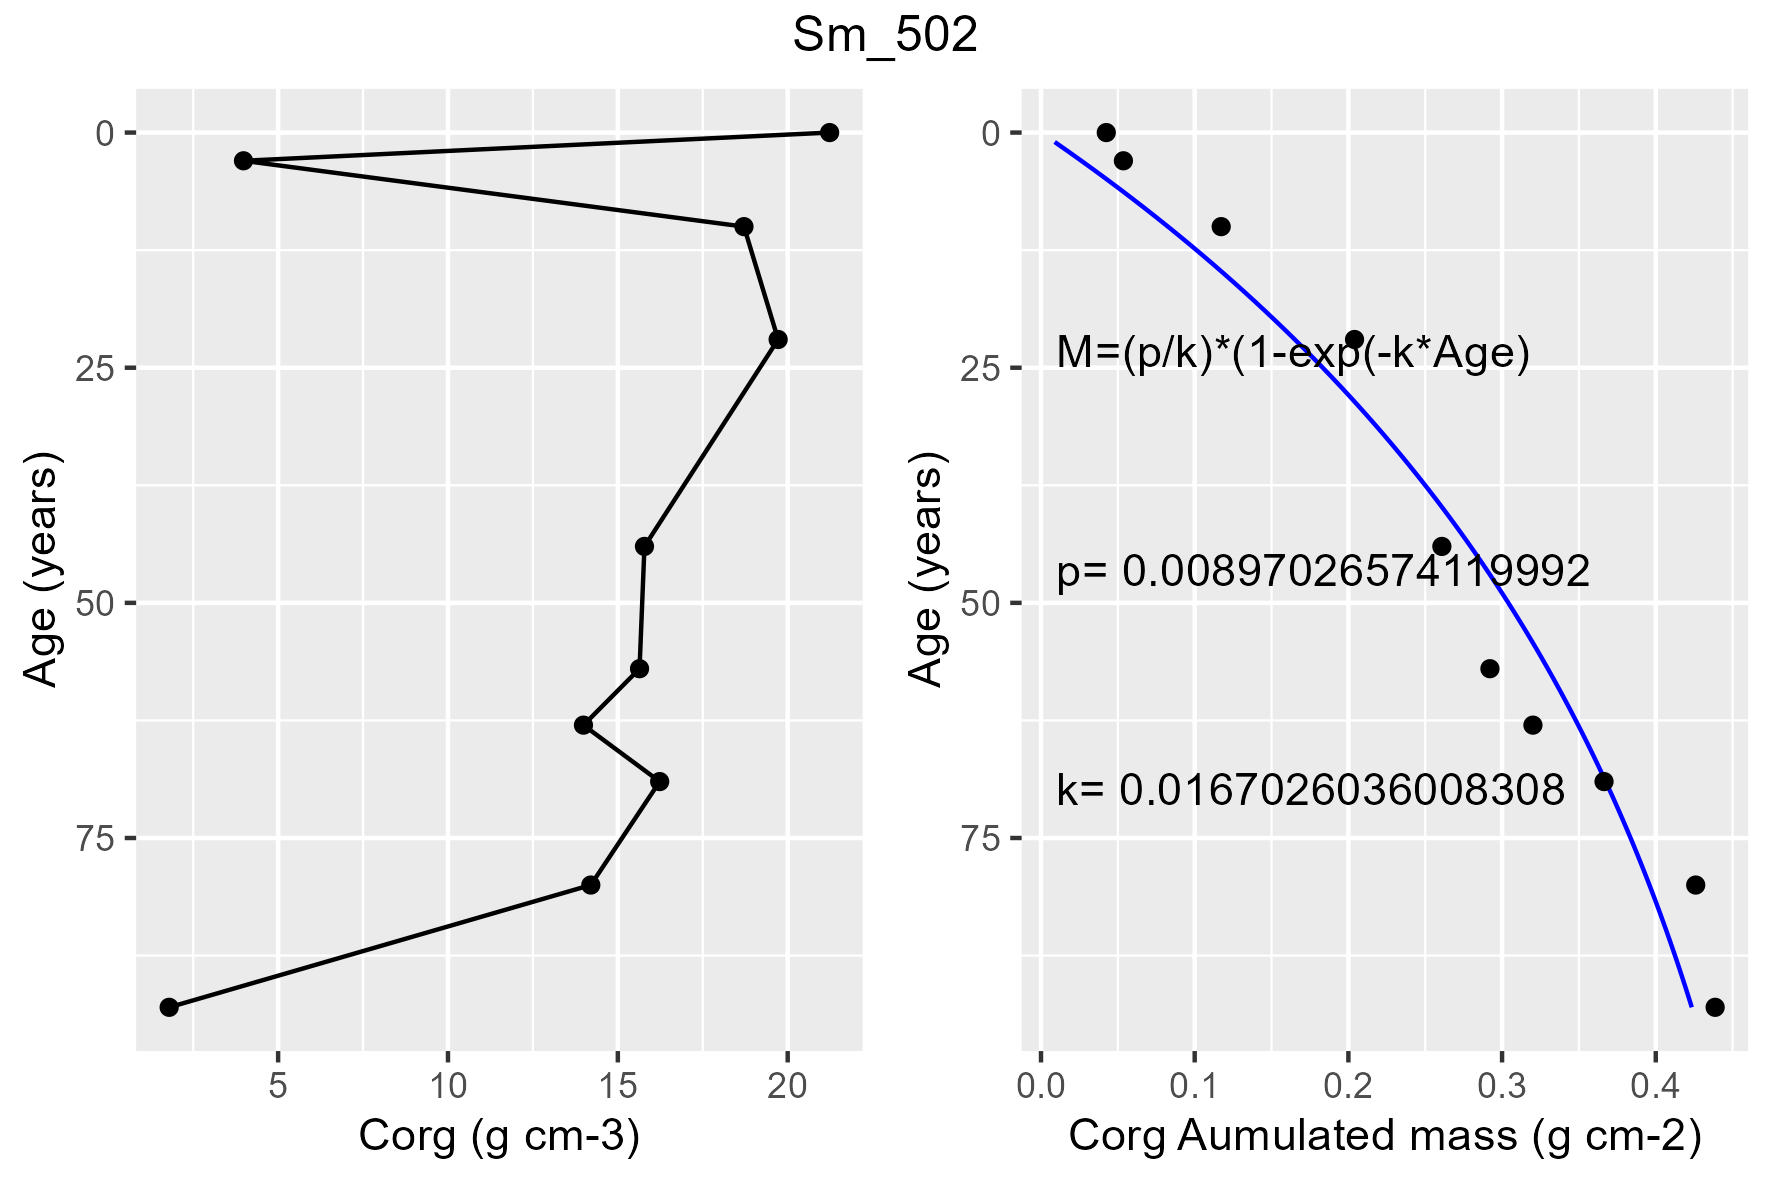 Sm_502
0
25
50
75
Age (years)
5 10 15 20
Corg (g cm-3)
0
25
50
75
Age (years)
M=(p/k)*(1-exp(-k*Age)
p= 0.00897026574119992
k= 0.0167026036008308
0.0 0.1 0.2 0.3 0.4
Corg Aumulated mass (g cm-2)